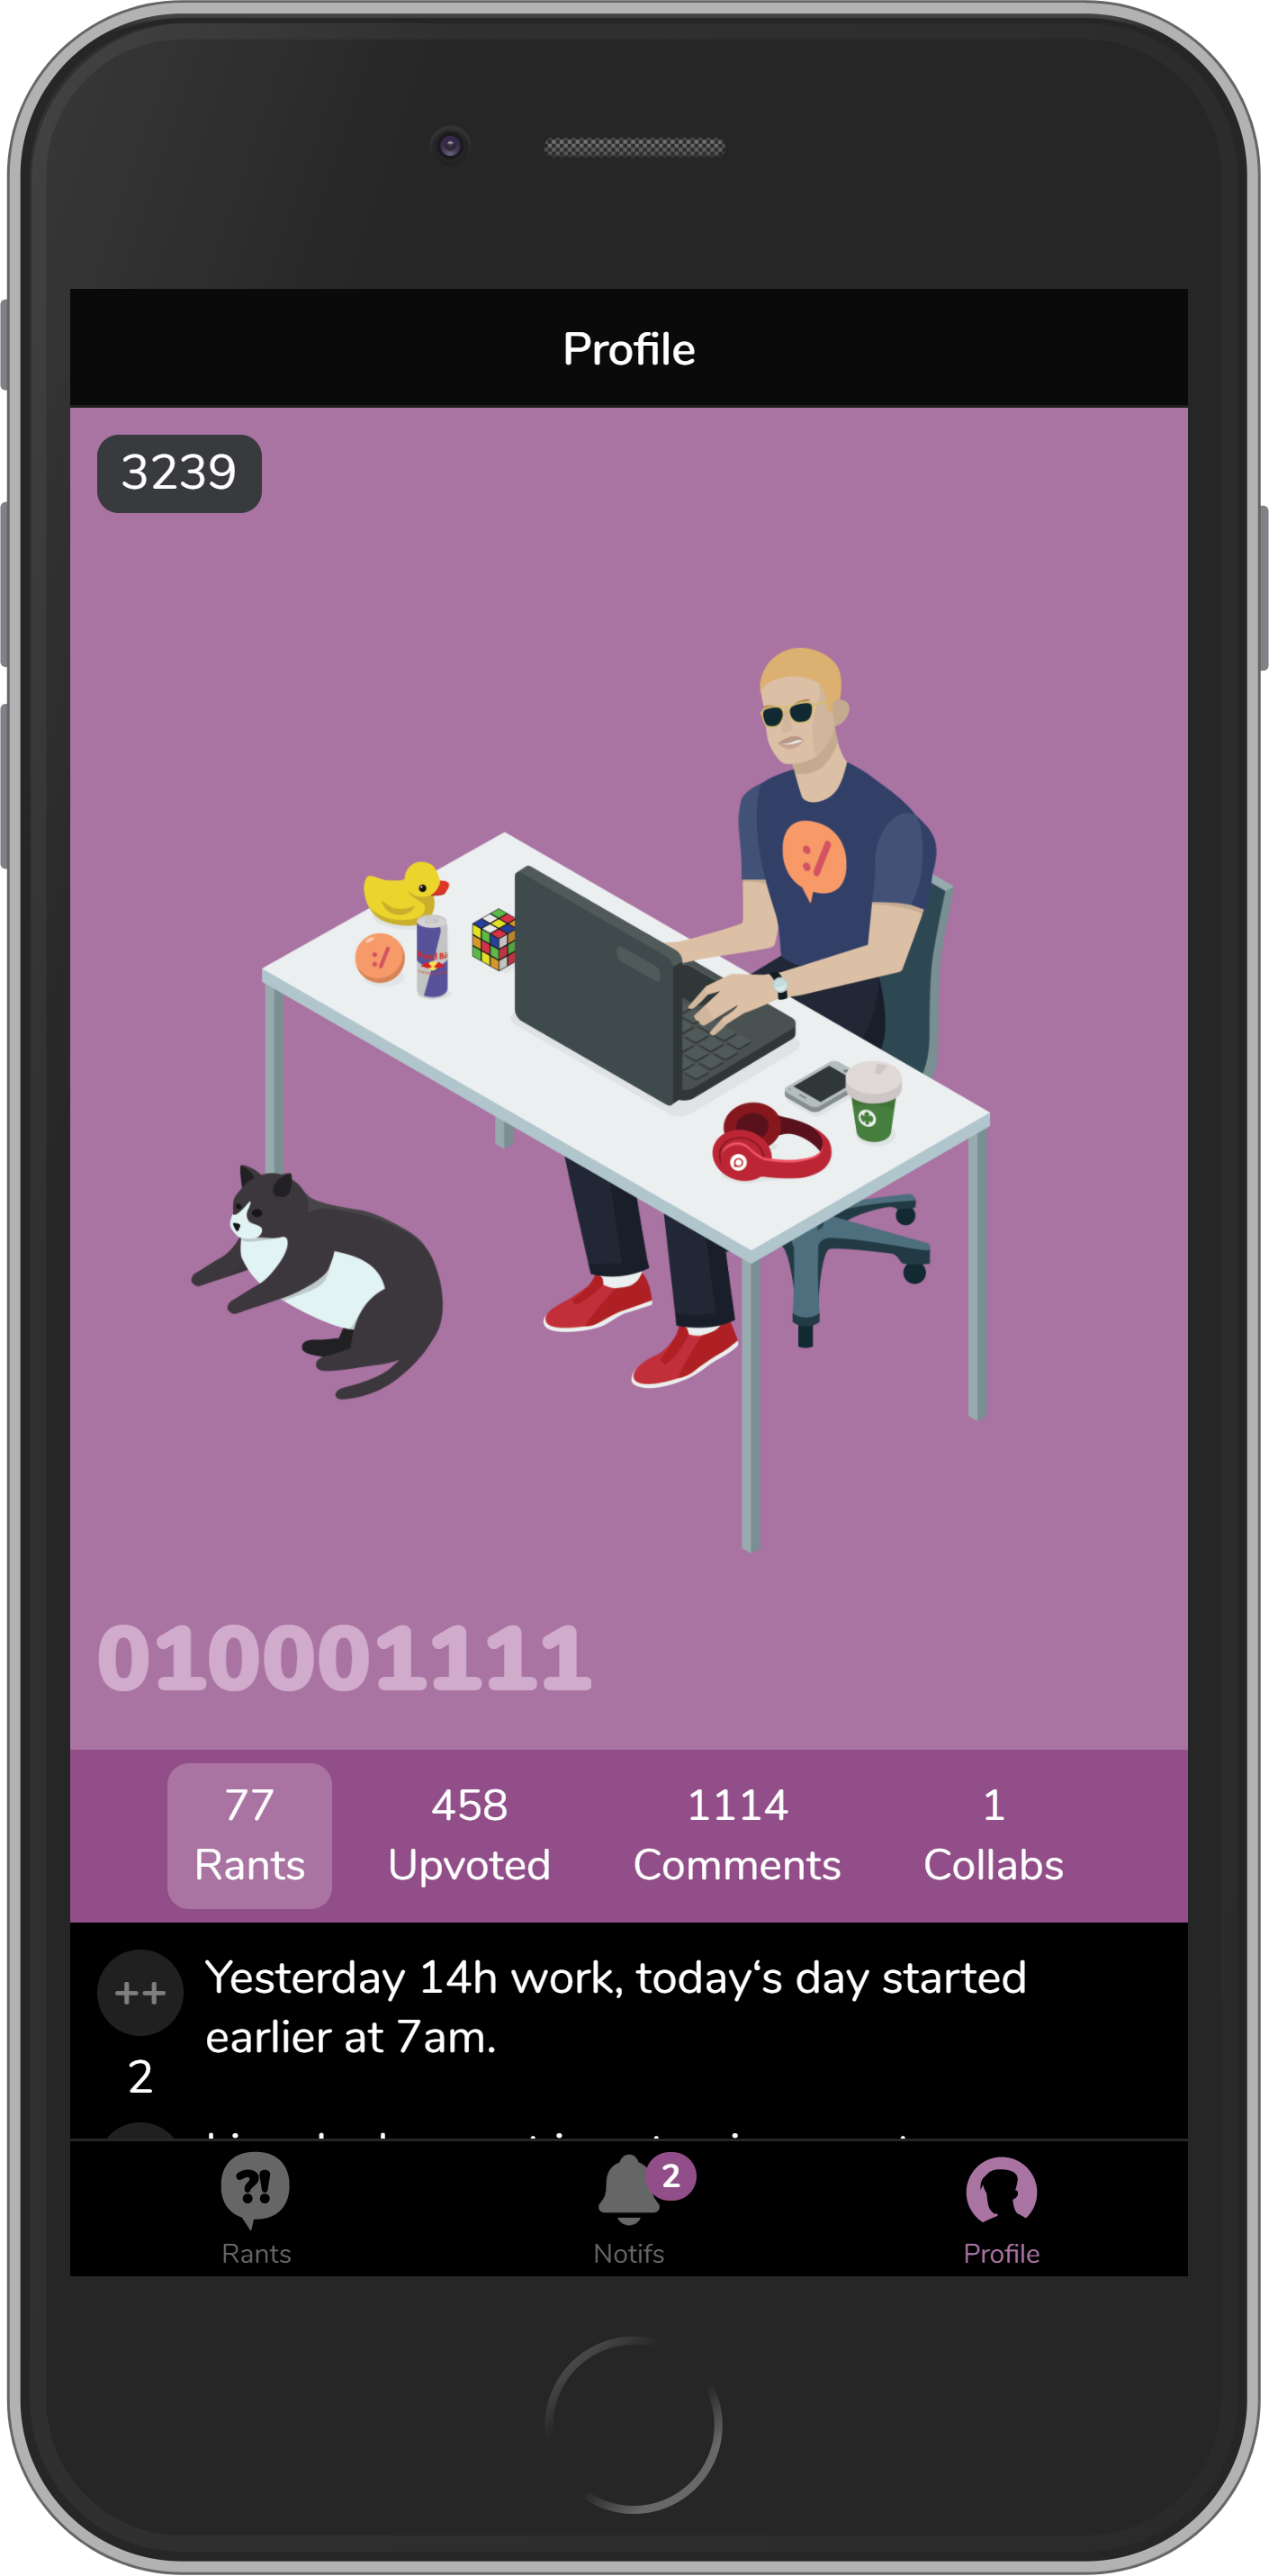 Profile
3239
:/
:/
010001111
77
Rants
458
Upvoted
1114
Comments
1
Collabs
++
2
Yesterday 14h work, today‘s day started
earlier at 7am.
?!
Rants
2
Notifs
Profile